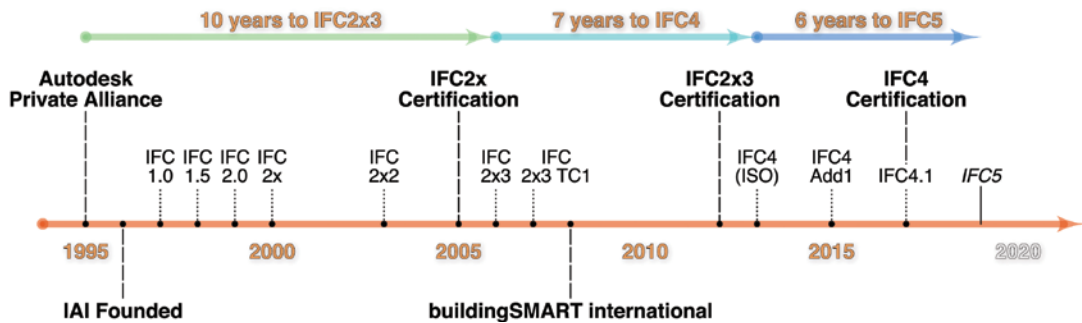 10 years to IFC2x3 7 years to IFC4 6 years to IFC5
Autodesk
Private Alliance
IFC2x
Certification
IFC2x3
Certification
IFC4
Certification
IFC
1.0
IFC
1.5
IFC
2.0
IFC
2x
IFC
2x2
IFC
2x3
IFC
2x3 TC1
IFC4
(ISO)
IFC4
Add1
IFC4.1
IFC5
1995 2000 2005 2010 2015 2020
IAI Founded
buildingSMART international